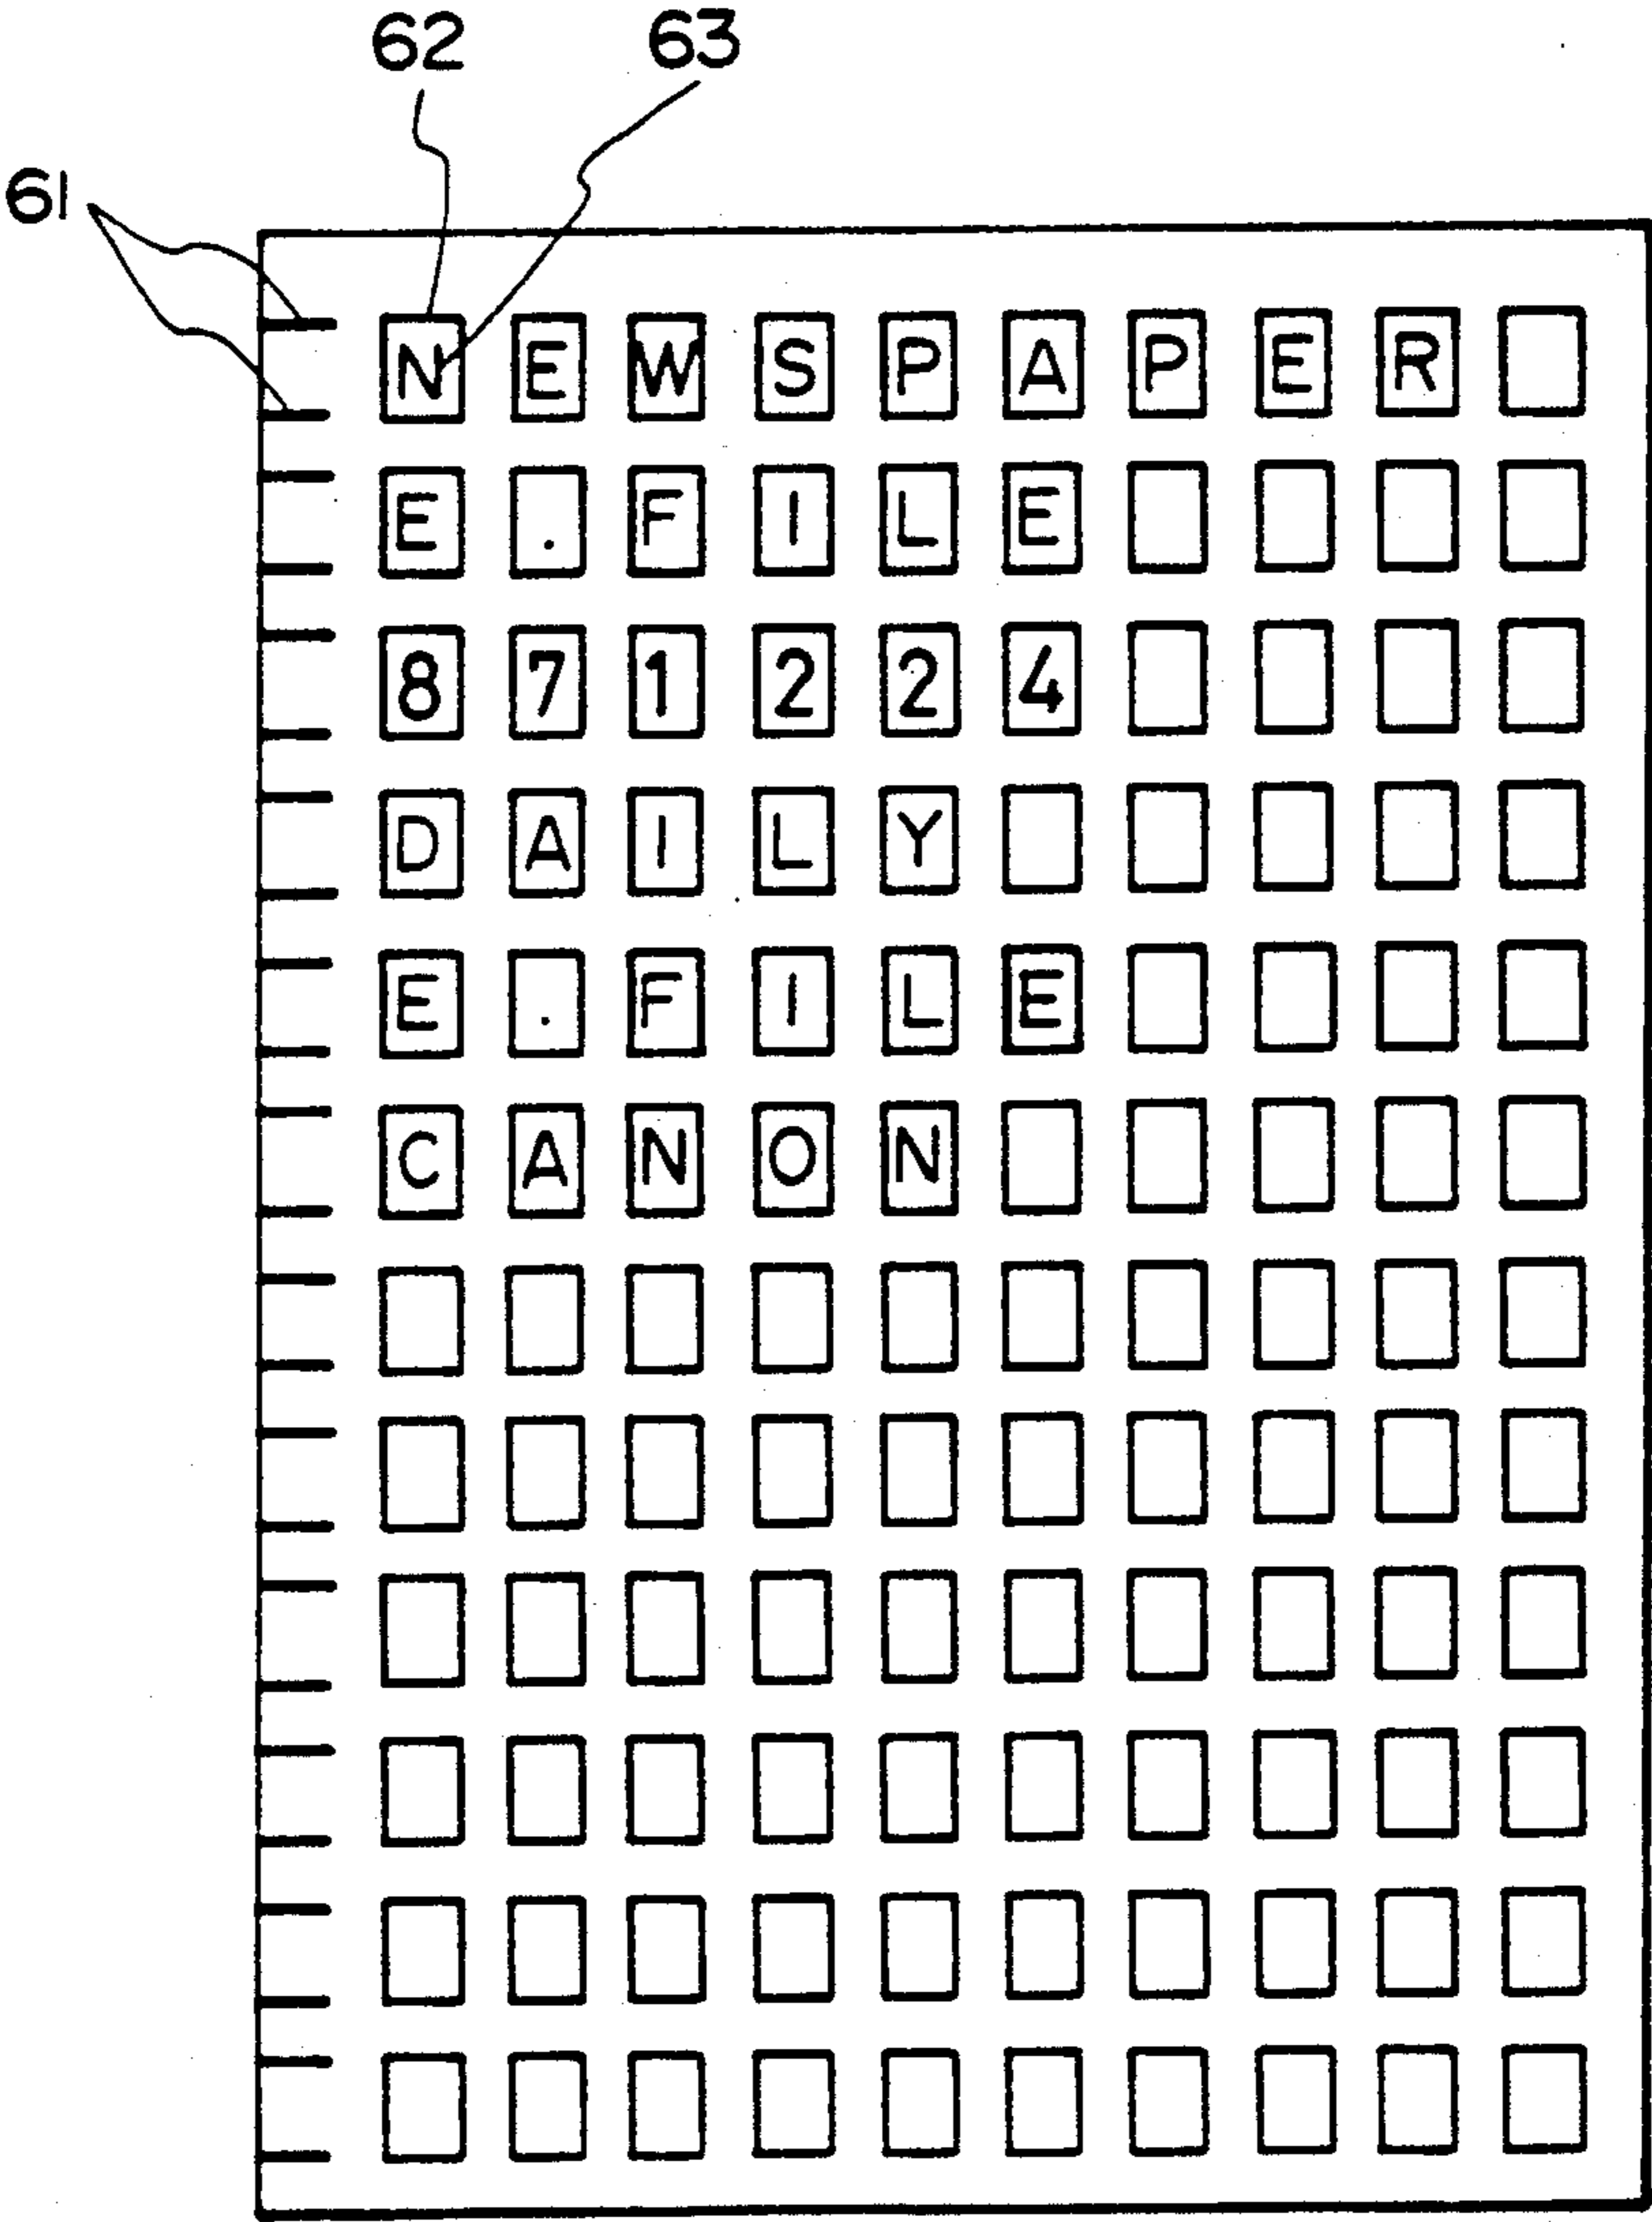 62 63
61
NEWSPAPER
E.FILE
871224
DAILY
E.FILE
CANON